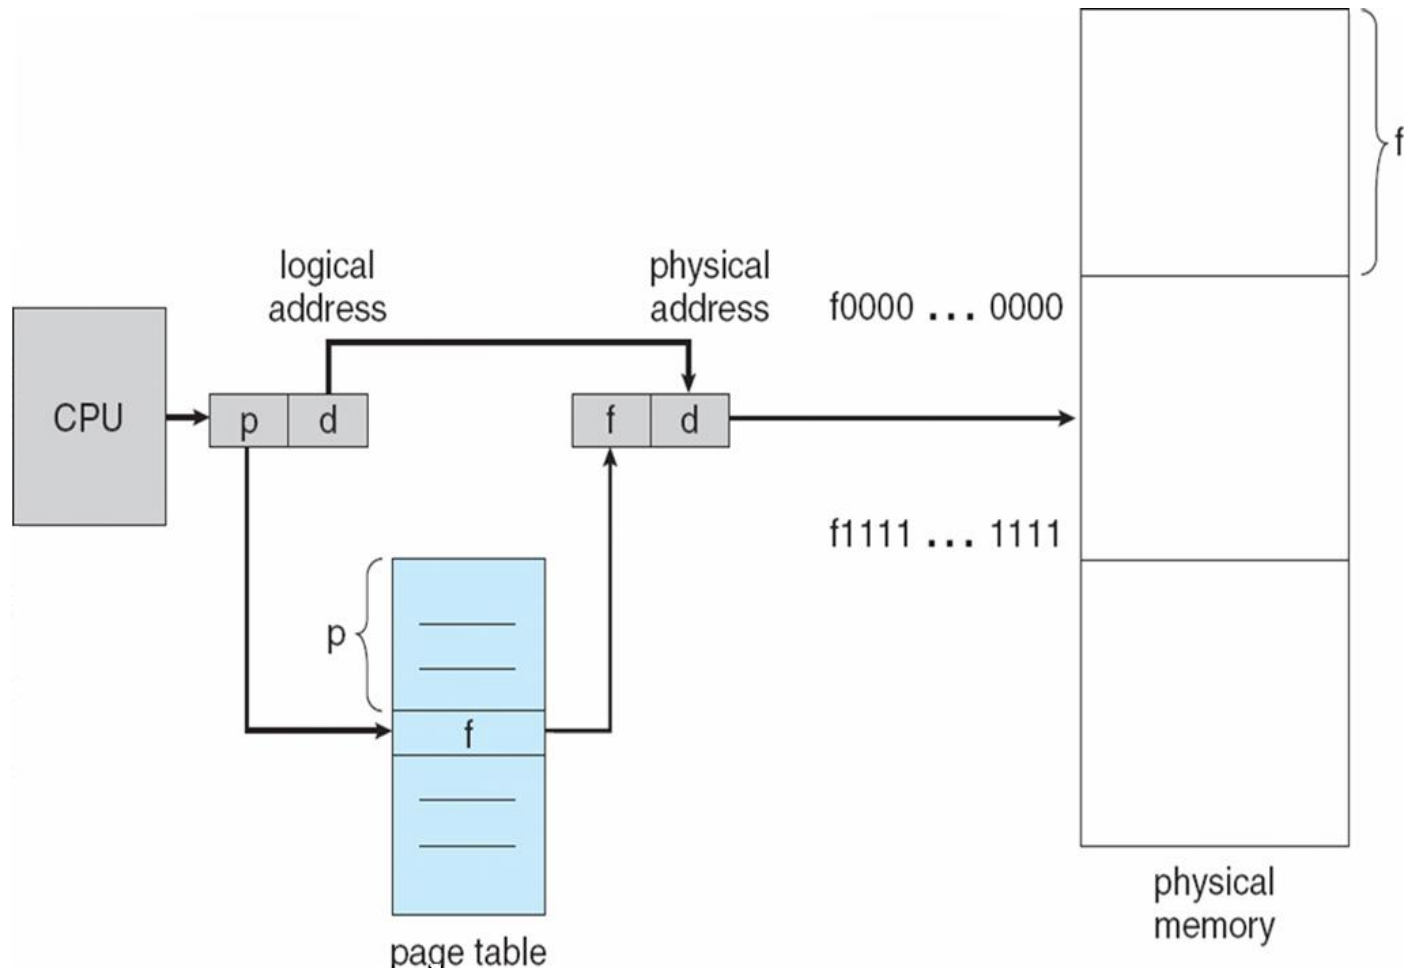 f
logical
address
physical
address
f0000 ... 0000
CPU
p
d
f
d
f1111 ... 1111
p
f
physical
memory
page table